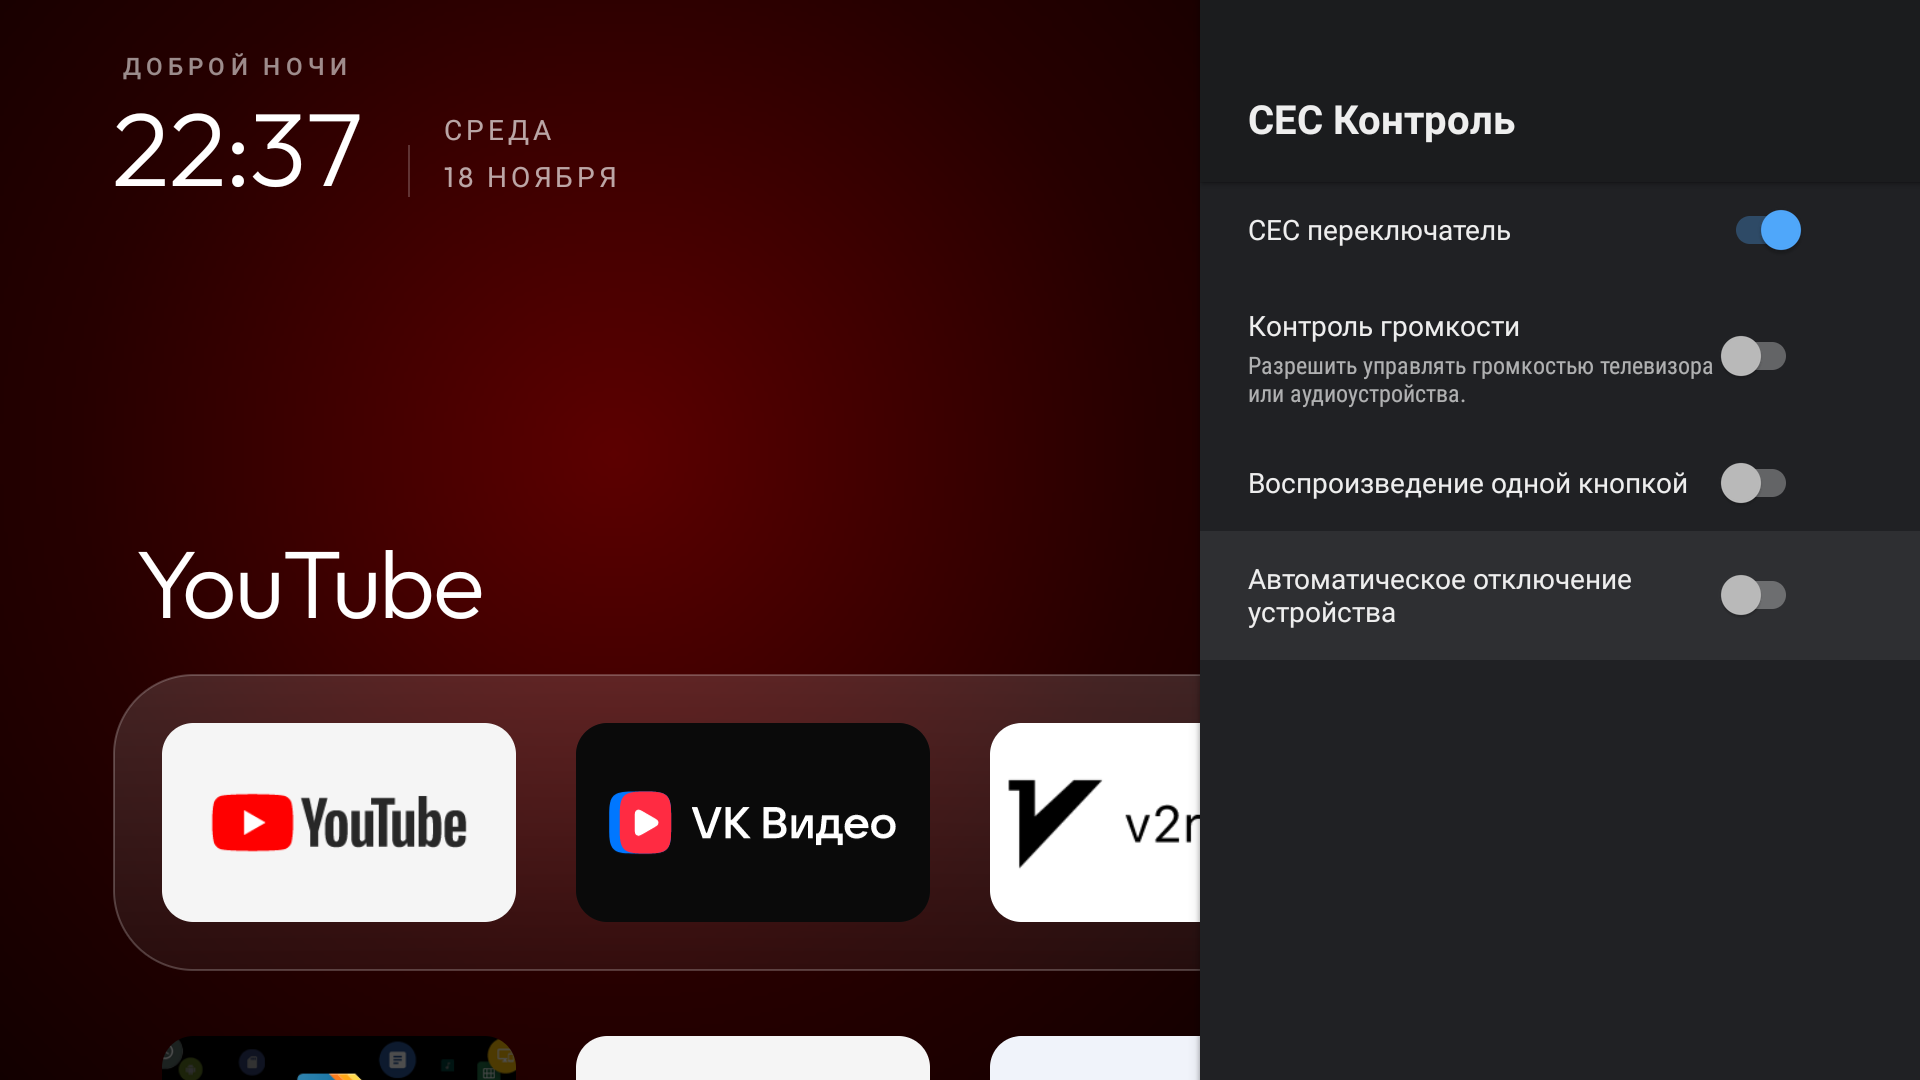 ДОБРОЙ НОЧИ
22:37
СРЕДА
18 НОЯБРЯ
YouTube
YouTube
VK Видео
v2r
CEC Контроль
CEC переключатель
Контроль громкости
Разрешить управлять громкостью телевизора
или аудиоустройства.
Воспроизведение одной кнопкой
Автоматическое отключение
устройства